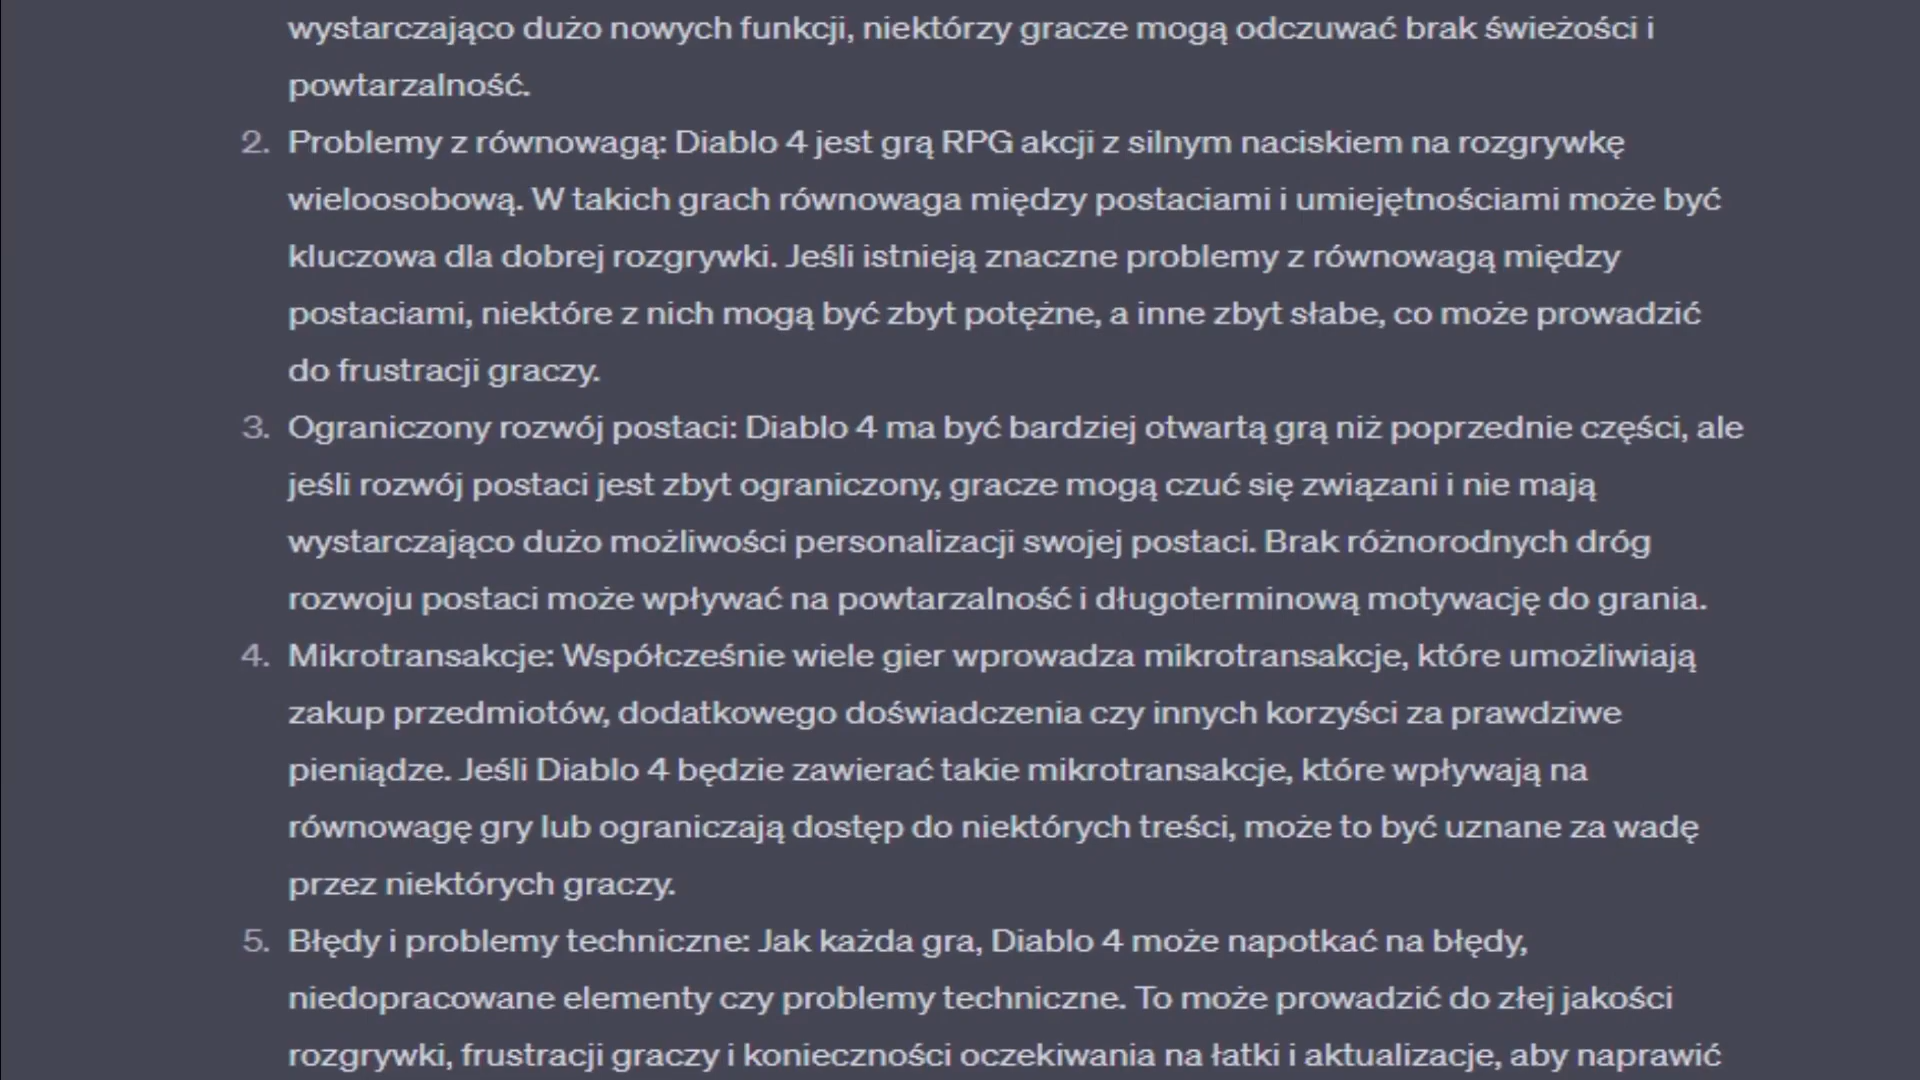 wystarczająco dużo nowych funkcji, niektórzy gracze mogą odczuwać brak świeżości i
powtarzalność.
2. Problemy z równowagą: Diablo 4 jest grą RPG akcji z silnym naciskiem na rozgrywkę
wieloosobową. W takich grach równowaga między postaciami i umiejętnościami może być
kluczowa dla dobrej rozgrywki. Jeśli istnieją znaczne problemy z równowagą między
postaciami, niektóre z nich mogą być zbyt potężne, a inne zbyt słabe, co może prowadzić
do frustracji graczy.
3. Ograniczony rozwój postaci: Diablo 4 ma być bardziej otwartą grą niż poprzednie części, ale
jeśli rozwój postaci jest zbyt ograniczony, gracze mogą czuć się związani i nie mają
wystarczająco dużo możliwości personalizacji swojej postaci. Brak różnorodnych dróg
rozwoju postaci może wpływać na powtarzalność i długoterminową motywację do grania.
4. Mikrotransakcje: Współcześnie wiele gier wprowadza mikrotransakcje, które umożliwiają
zakup przedmiotów, dodatkowego doświadczenia czy innych korzyści za prawdziwe
pieniądze. Jeśli Diablo 4 będzie zawierać takie mikrotransakcje, które wpływają na
równowagę gry lub ograniczają dostęp do niektórych treści, może to być uznane za wadę
przez niektórych graczy.
5. Błędy i problemy techniczne: Jak każda gra, Diablo 4 może napotkać na błędy,
niedopracowane elementy czy problemy techniczne. To może prowadzić do złej jakości
rozgrywki, frustracji graczy i konieczności oczekiwania na łatki i aktualizacje, aby naprawić